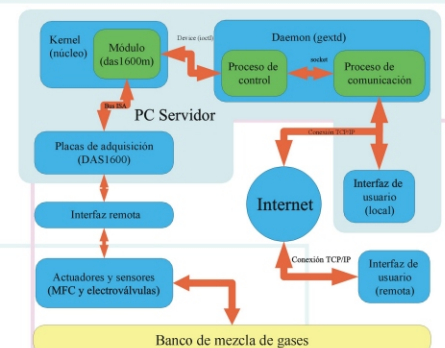 Kernel
(núcleo)
Módulo
(das1600m)
Device (ioctl)
Daemon (gextd)
Proceso de
control
socket
Proceso de
comunicación
Bus ISA
PC Servidor
Placas de adquisición
(DAS1600)
Conexión TCP/IP
Internet
Interfaz de
usuario
(local)
Interfaz remota
Conexión TCP/IP
Interfaz de
usuario
(remota)
Actuadores y sensores
(MFC y electroválvulas)
Banco de mezcla de gases